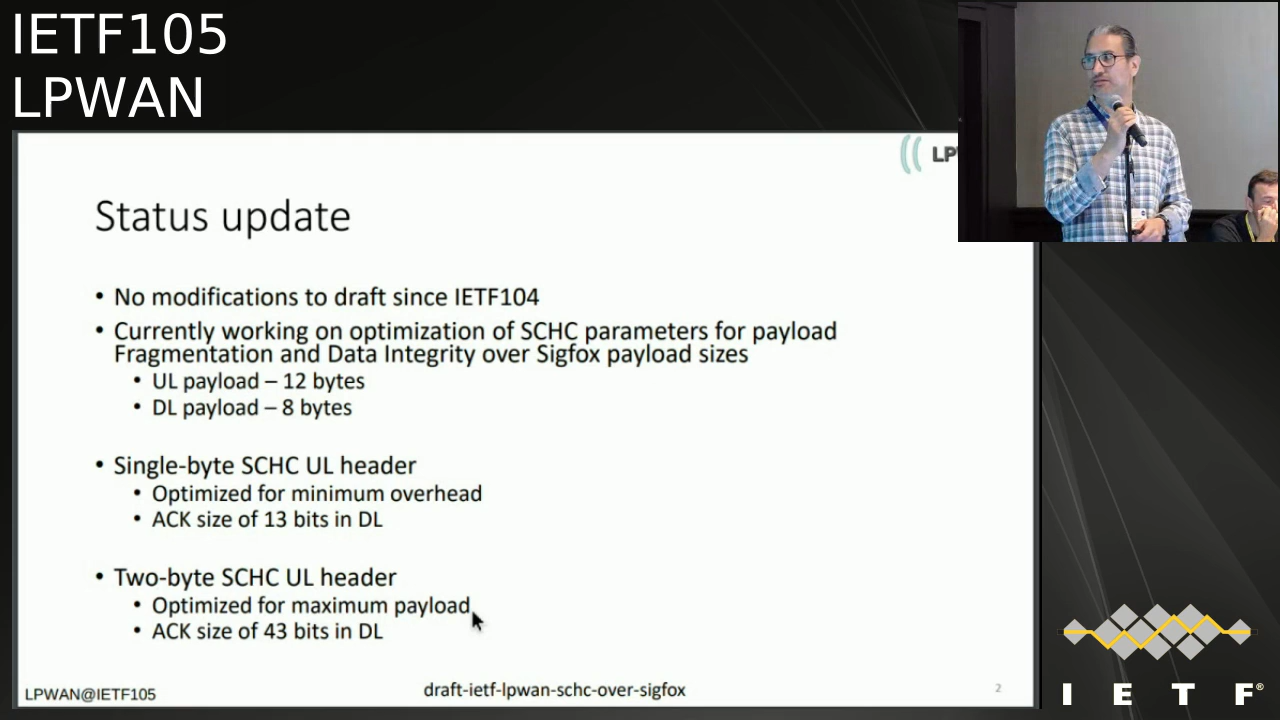 IETF105
LPWAN
Status update
• No modifications to draft since IETF104
• Currently working on optimization of SCHC parameters for payload
Fragmentation and Data Integrity over Sigfox payload sizes
• UL payload – 12 bytes
• DL payload – 8 bytes
• Single-byte SCHC UL header
• Optimized for minimum overhead
• ACK size of 13 bits in DL
• Two-byte SCHC UL header
• Optimized for maximum payload
• ACK size of 43 bits in DL
LPWAN@IETF105
draft-ietf-lpwan-schc-over-sigfox
2
I E T F®